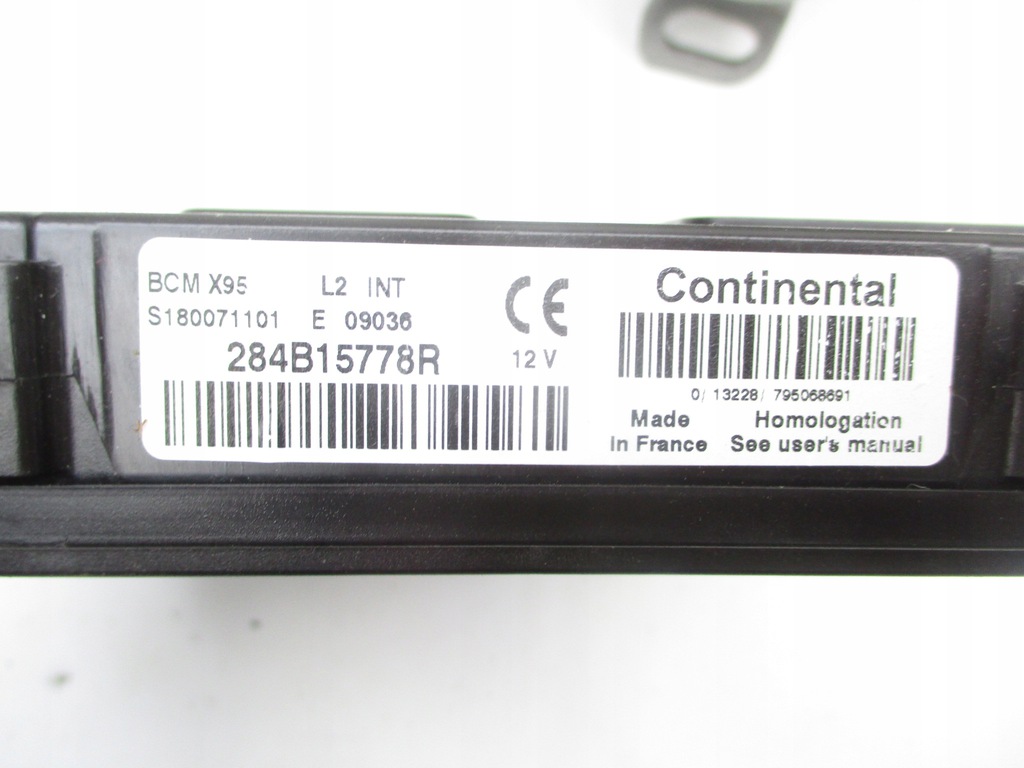 BCM X95 L2 INT
S180071101 E 09036
284B15778R
CE
12 V
Continental
0/ 13228/ 795068691
Made Homologation
In France See user's manual